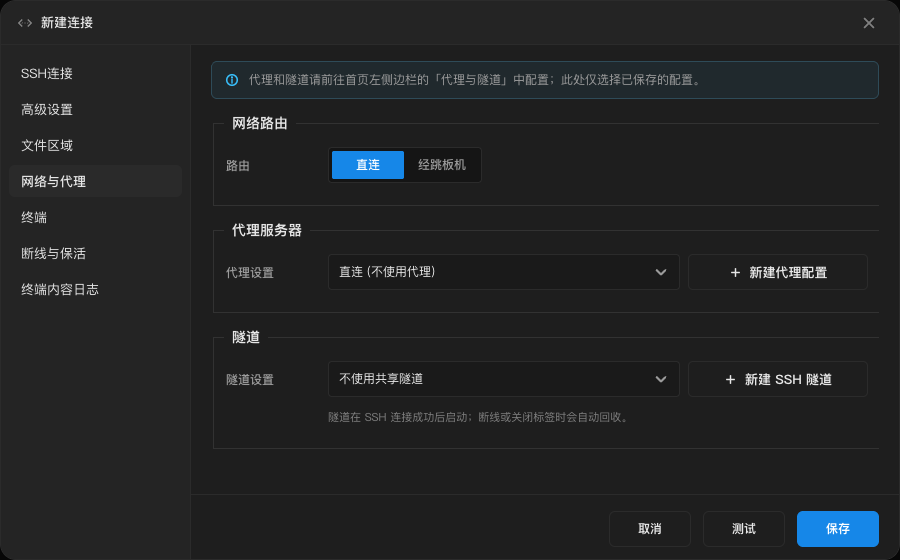 新建连接
SSH连接
高级设置
文件区域
网络与代理
终端
断线与保活
终端内容日志
代理和隧道请前往首页左侧边栏的「代理与隧道」中配置；此处仅选择已保存的配置。
网络路由
路由
直连
经跳板机
代理服务器
代理设置
直连 (不使用代理)
+ 新建代理配置
隧道
隧道设置
不使用共享隧道
+ 新建 SSH 隧道
隧道在 SSH 连接成功后启动；断线或关闭标签时会自动回收。
取消
测试
保存